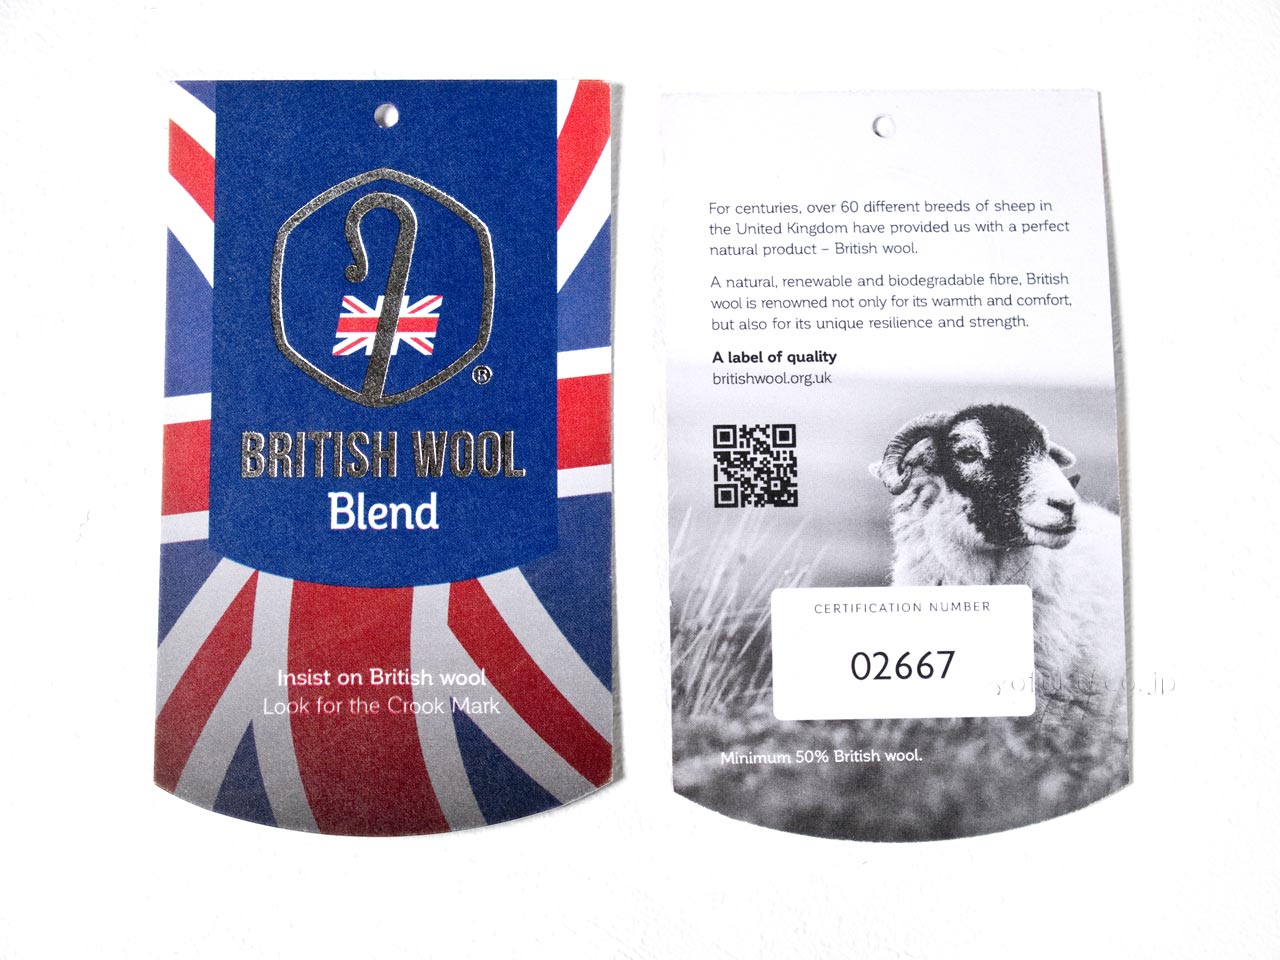 BRITISH WOOL
®
Blend
Insist on British wool
Look for the Crook Mark
For centuries, over 60 different breeds of sheep in
the United Kingdom have provided us with a perfect
natural product – British wool.
A natural, renewable and biodegradable fibre, British
wool is renowned not only for its warmth and comfort,
but also for its unique resilience and strength.
A label of quality
britishwool.org.uk
CERTIFICATION NUMBER
02667
Minimum 50% British wool.